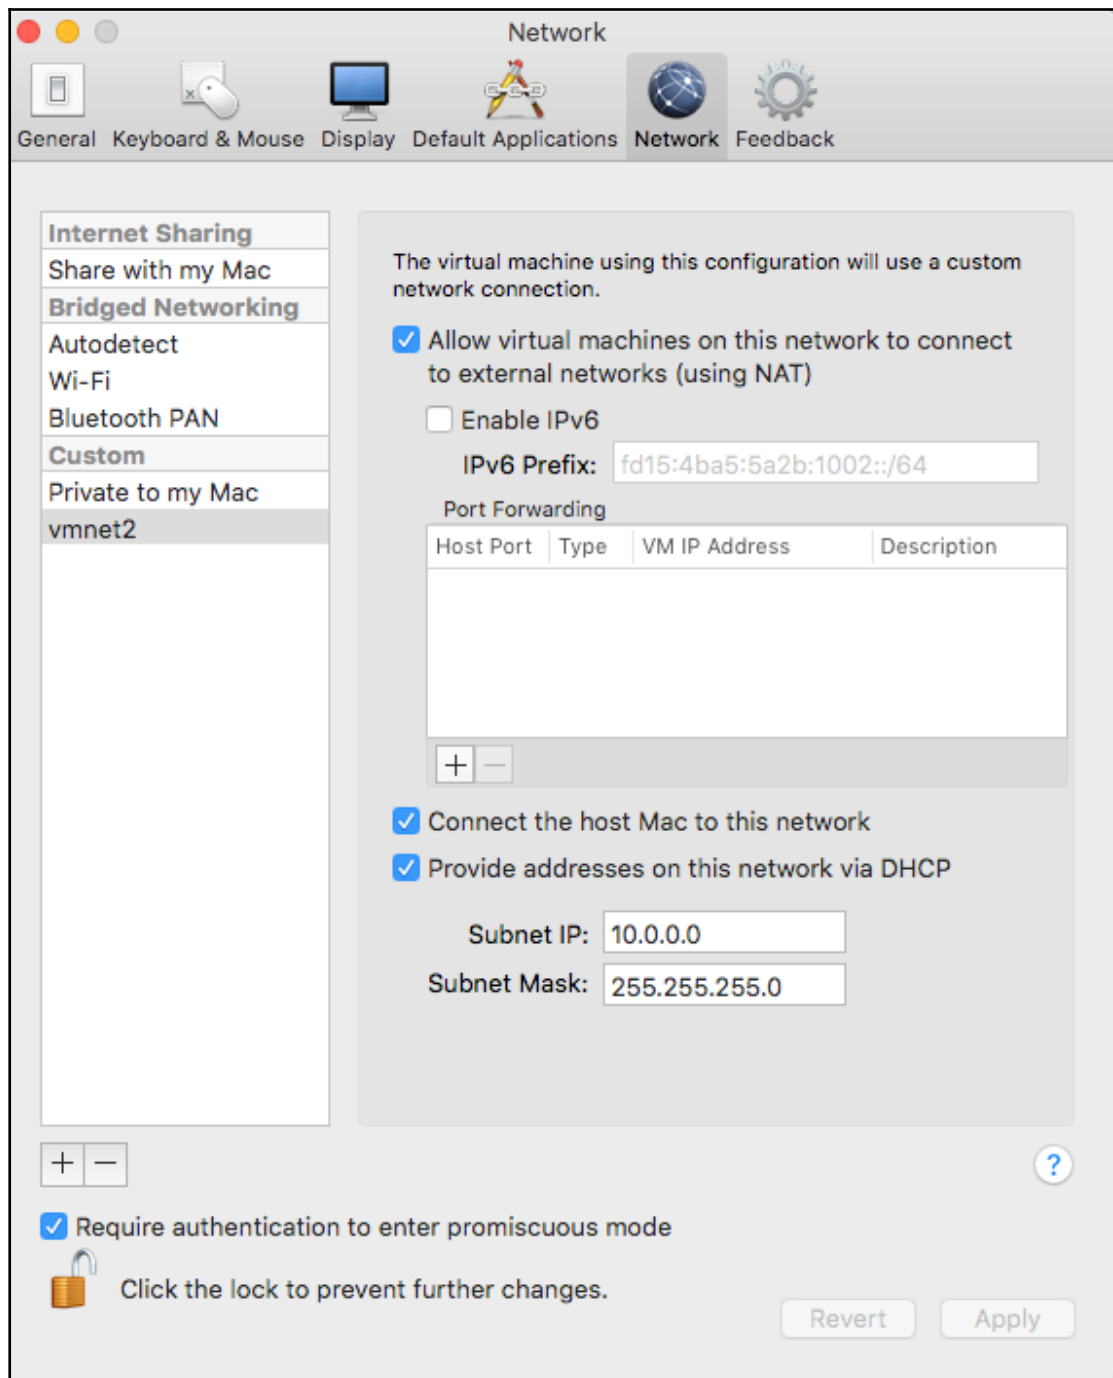 Network
General Keyboard & Mouse Display Default Applications Network Feedback
Internet Sharing
Share with my Mac
Bridged Networking
Autodetect
Wi-Fi
Bluetooth PAN
Custom
Private to my Mac
vmnet2
The virtual machine using this configuration will use a custom
network connection.
Allow virtual machines on this network to connect
to external networks (using NAT)
Enable IPv6
IPv6 Prefix: fd15:4ba5:5a2b:1002::/64
Port Forwarding
Host Port Type VM IP Address Description
+ −
Connect the host Mac to this network
Provide addresses on this network via DHCP
Subnet IP: 10.0.0.0
Subnet Mask: 255.255.255.0
+ −
?
Require authentication to enter promiscuous mode
Click the lock to prevent further changes.
Revert Apply